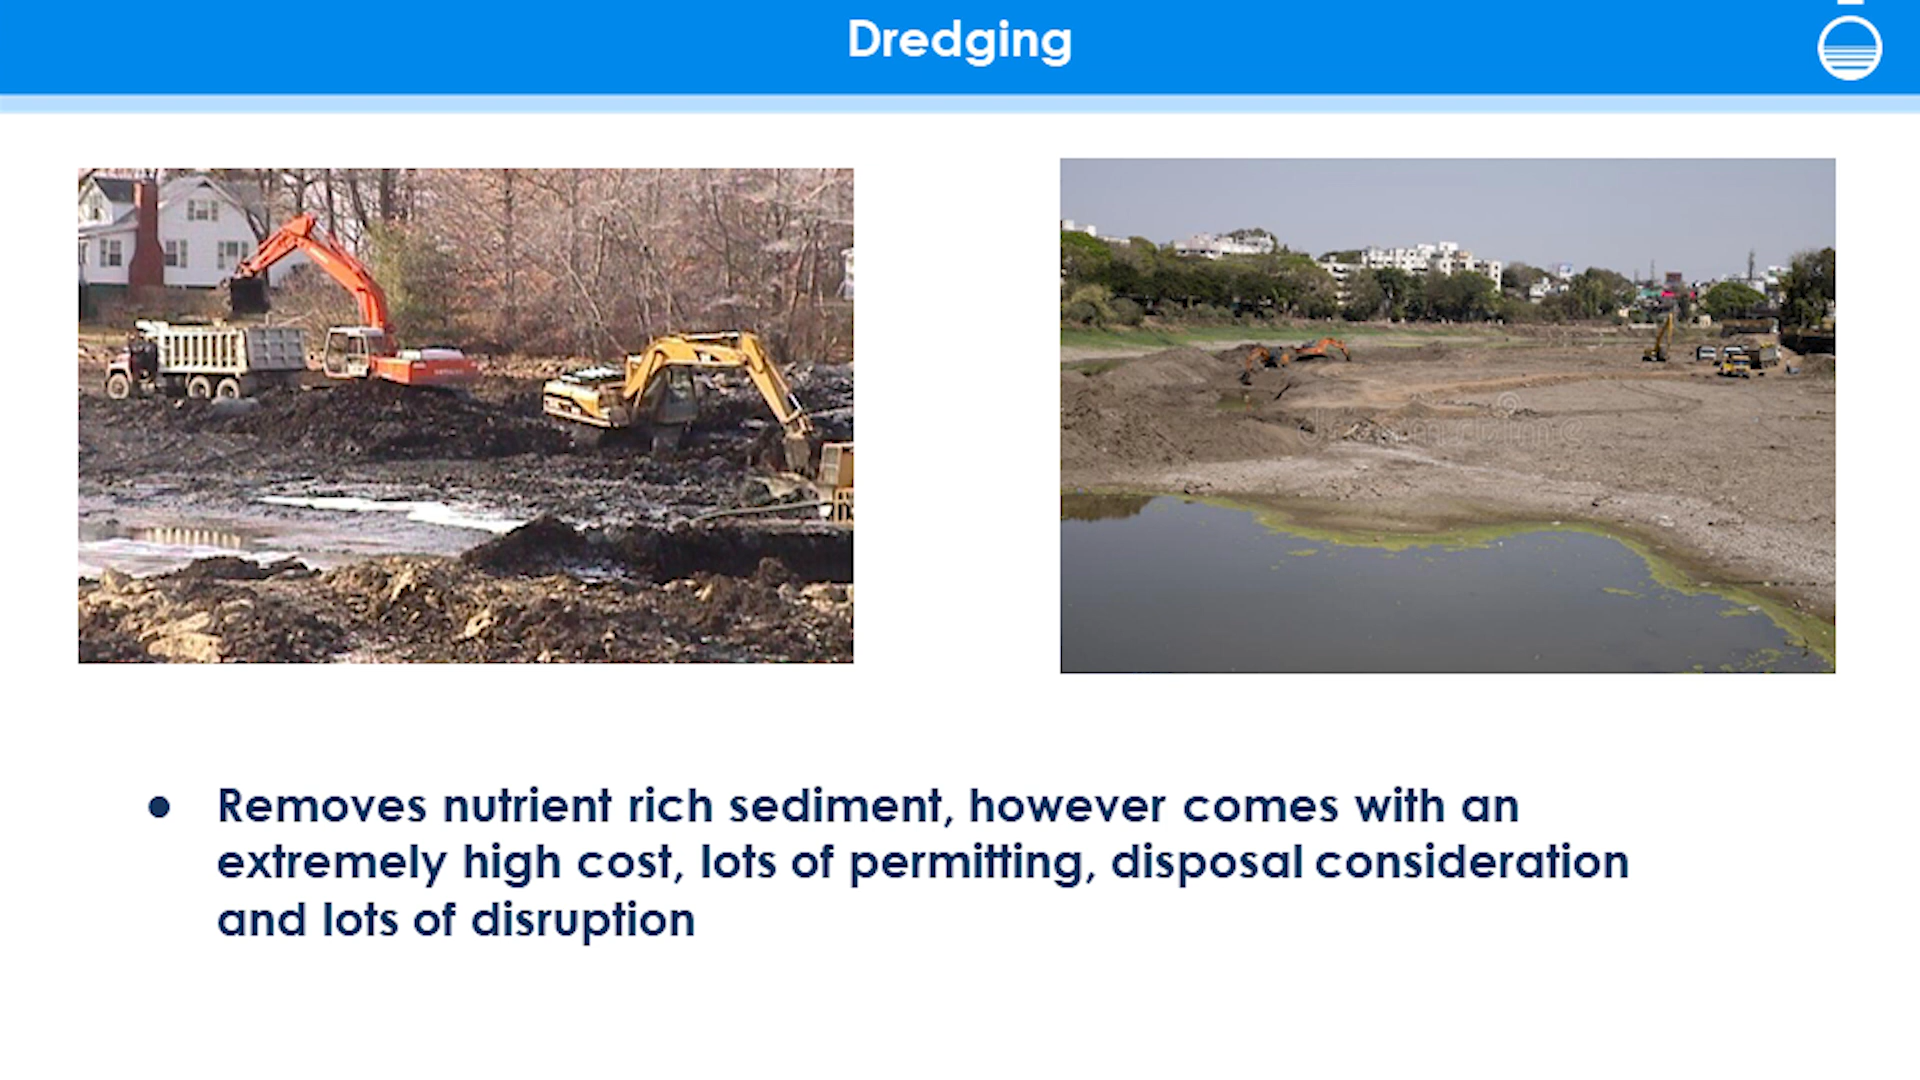 Dredging
dreamstime
Removes nutrient rich sediment, however comes with an
extremely high cost, lots of permitting, disposal consideration
and lots of disruption